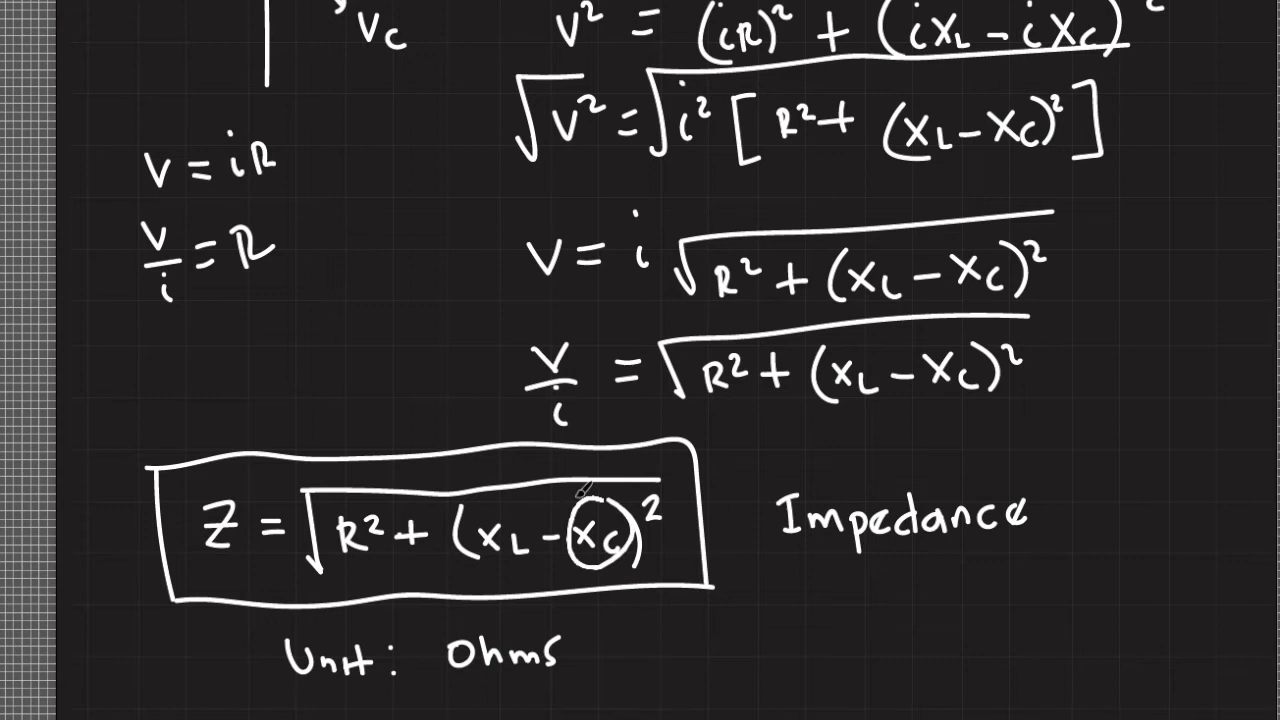 V_C
V² = (iR)² + (iX_L - iX_C)²
√V² = √i² [R² + (X_L - X_C)²]
V = iR
V/i = R
V = i √R² + (X_L - X_C)²
V/i = √R² + (X_L - X_C)²
Z = √R² + (X_L - X_C)²
Impedance
Unit: Ohms